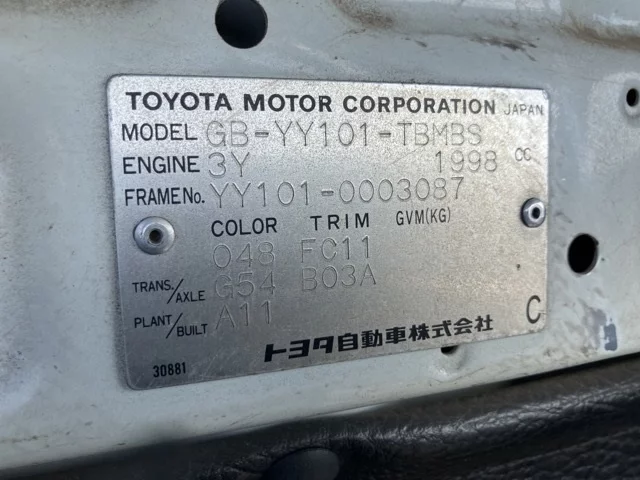 TOYOTA MOTOR CORPORATION JAPAN
MODEL GB-YY101-TBMBS
ENGINE 3Y 1998 CC
FRAME No. YY101-0003087
COLOR TRIM GVM(KG)
048 FC11
TRANS./AXLE G54 B03A
PLANT/BUILT A11
トヨタ自動車株式会社 C
30881